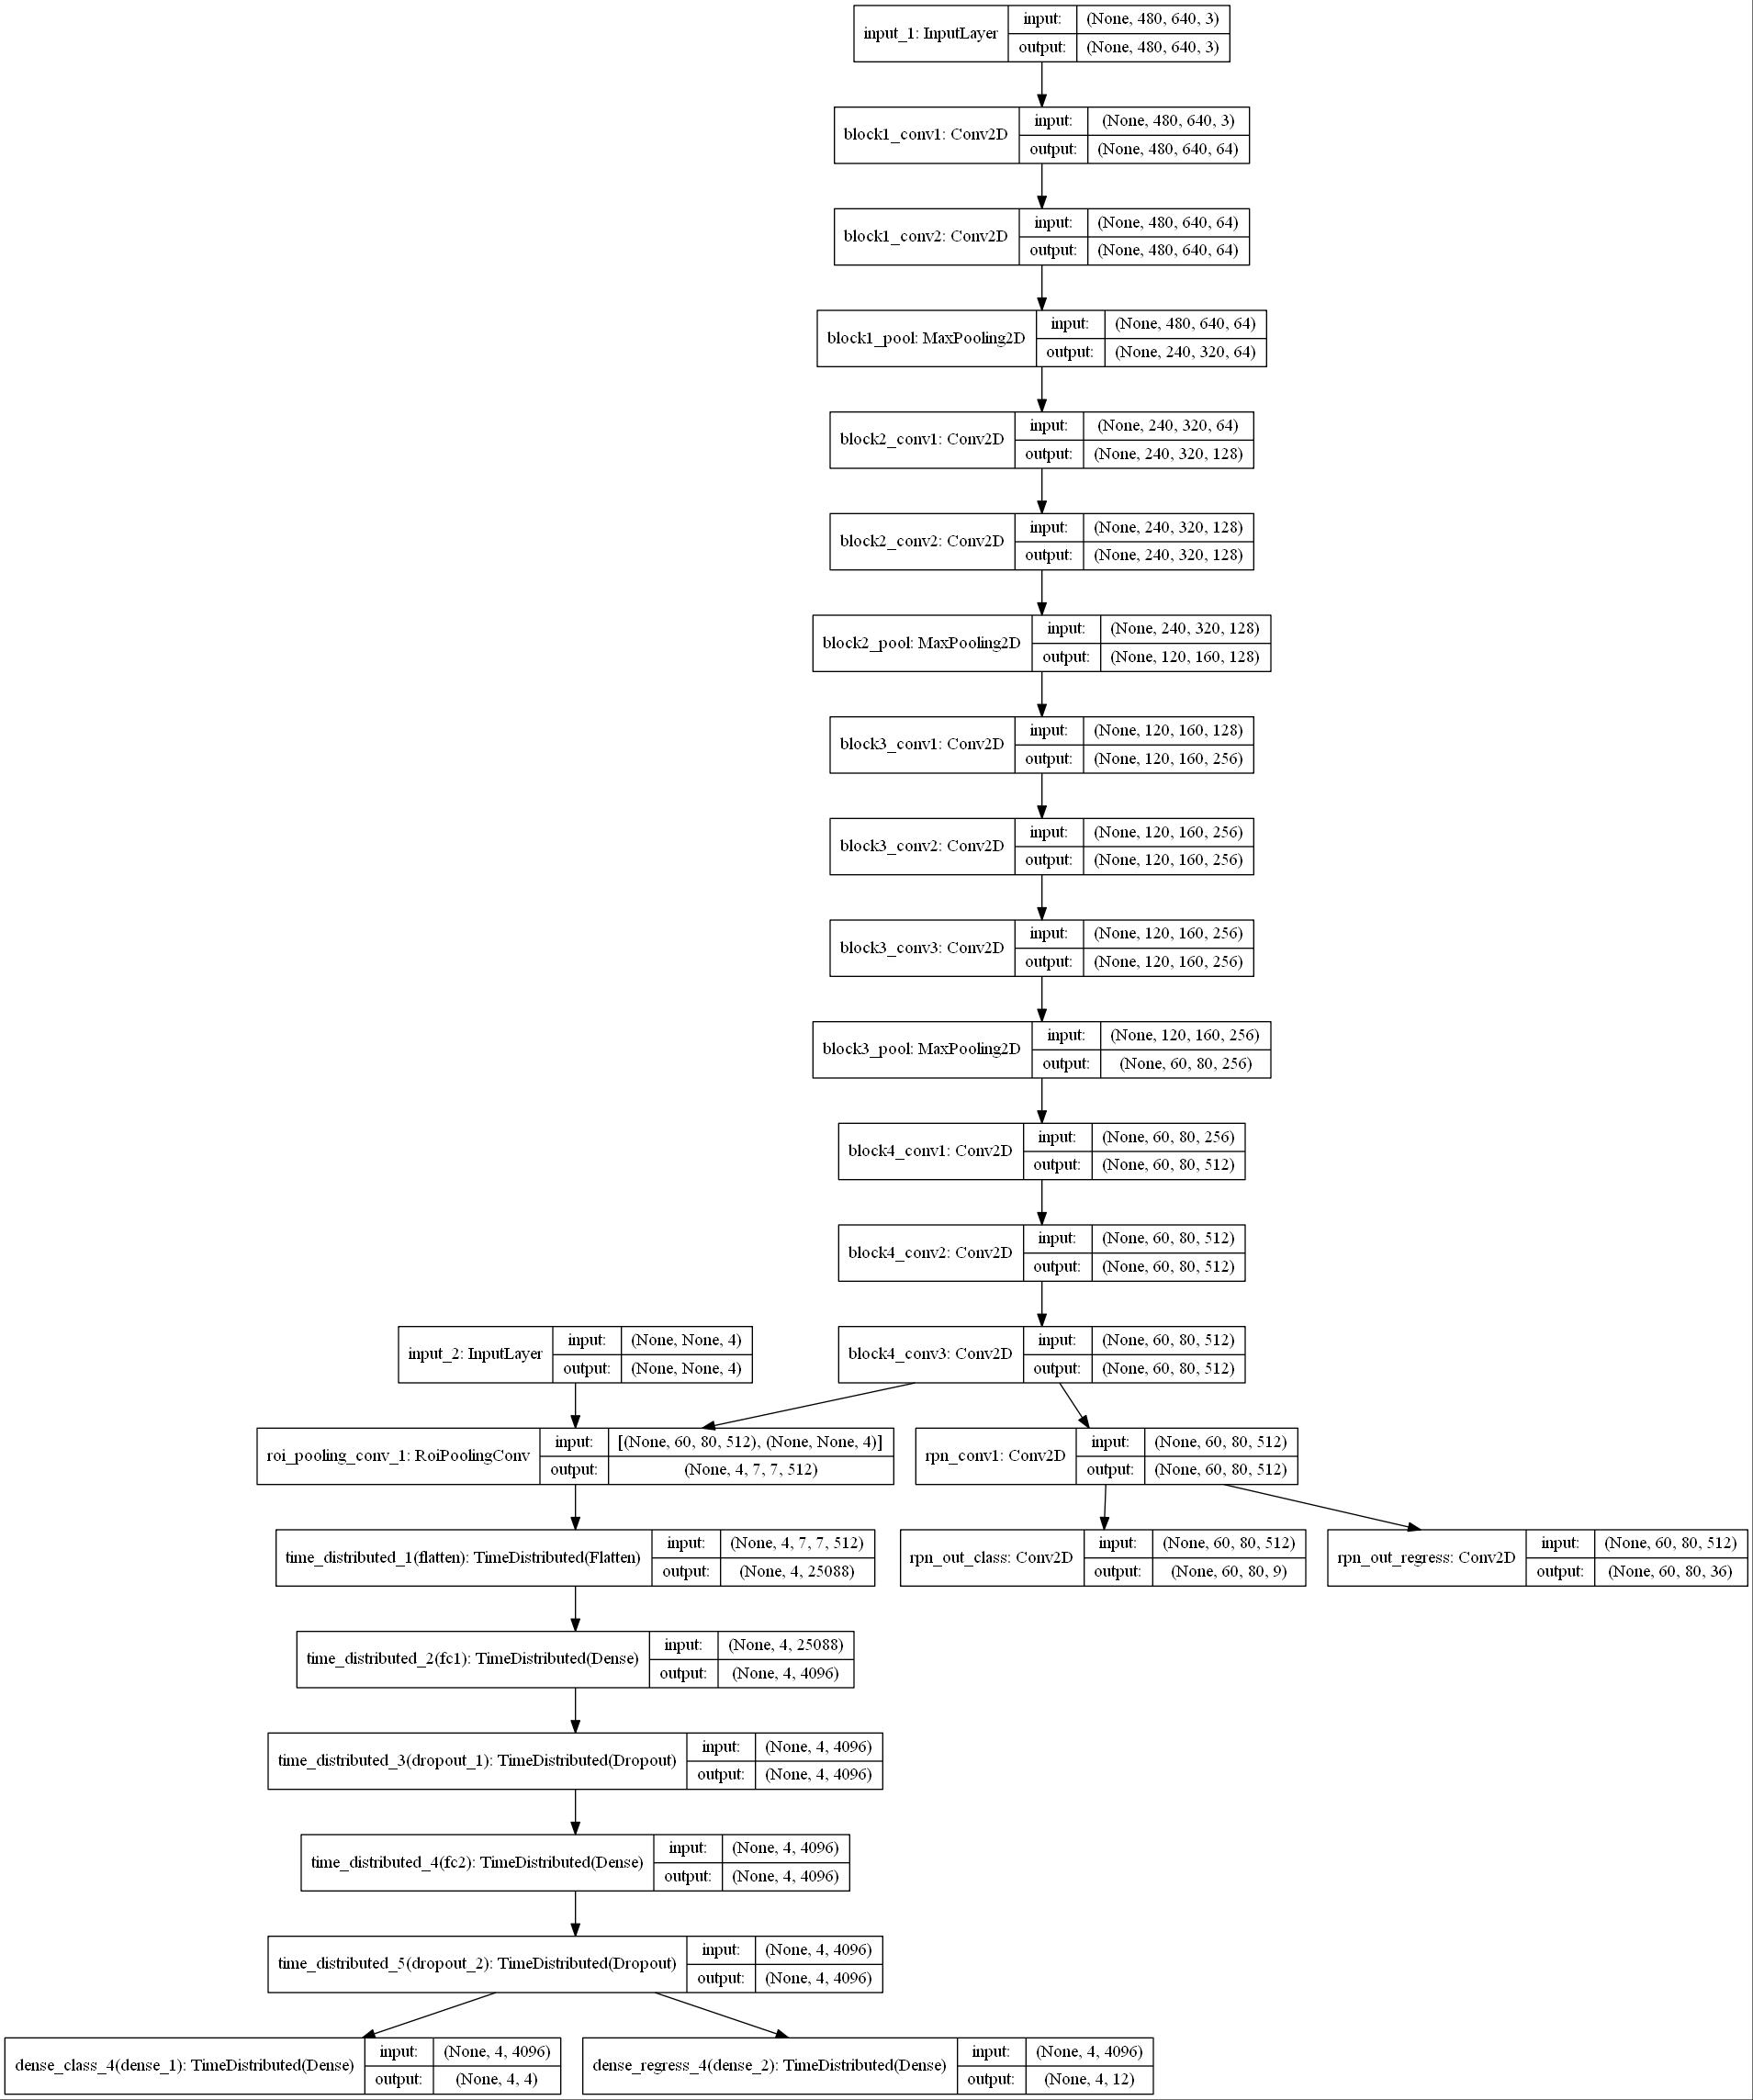 input_1: InputLayer
input: (None, 480, 640, 3)
output: (None, 480, 640, 3)
block1_conv1: Conv2D
input: (None, 480, 640, 3)
output: (None, 480, 640, 64)
block1_conv2: Conv2D
input: (None, 480, 640, 64)
output: (None, 480, 640, 64)
block1_pool: MaxPooling2D
input: (None, 480, 640, 64)
output: (None, 240, 320, 64)
block2_conv1: Conv2D
input: (None, 240, 320, 64)
output: (None, 240, 320, 128)
block2_conv2: Conv2D
input: (None, 240, 320, 128)
output: (None, 240, 320, 128)
block2_pool: MaxPooling2D
input: (None, 240, 320, 128)
output: (None, 120, 160, 128)
block3_conv1: Conv2D
input: (None, 120, 160, 128)
output: (None, 120, 160, 256)
block3_conv2: Conv2D
input: (None, 120, 160, 256)
output: (None, 120, 160, 256)
block3_conv3: Conv2D
input: (None, 120, 160, 256)
output: (None, 120, 160, 256)
block3_pool: MaxPooling2D
input: (None, 120, 160, 256)
output: (None, 60, 80, 256)
block4_conv1: Conv2D
input: (None, 60, 80, 256)
output: (None, 60, 80, 512)
block4_conv2: Conv2D
input: (None, 60, 80, 512)
output: (None, 60, 80, 512)
input_2: InputLayer
input: (None, None, 4)
output: (None, None, 4)
block4_conv3: Conv2D
input: (None, 60, 80, 512)
output: (None, 60, 80, 512)
roi_pooling_conv_1: RoiPoolingConv
input: [(None, 60, 80, 512), (None, None, 4)]
output: (None, 4, 7, 7, 512)
rpn_conv1: Conv2D
input: (None, 60, 80, 512)
output: (None, 60, 80, 512)
time_distributed_1(flatten): TimeDistributed(Flatten)
input: (None, 4, 7, 7, 512)
output: (None, 4, 25088)
rpn_out_class: Conv2D
input: (None, 60, 80, 512)
output: (None, 60, 80, 9)
rpn_out_regress: Conv2D
input: (None, 60, 80, 512)
output: (None, 60, 80, 36)
time_distributed_2(fc1): TimeDistributed(Dense)
input: (None, 4, 25088)
output: (None, 4, 4096)
time_distributed_3(dropout_1): TimeDistributed(Dropout)
input: (None, 4, 4096)
output: (None, 4, 4096)
time_distributed_4(fc2): TimeDistributed(Dense)
input: (None, 4, 4096)
output: (None, 4, 4096)
time_distributed_5(dropout_2): TimeDistributed(Dropout)
input: (None, 4, 4096)
output: (None, 4, 4096)
dense_class_4(dense_1): TimeDistributed(Dense)
input: (None, 4, 4096)
output: (None, 4, 4)
dense_regress_4(dense_2): TimeDistributed(Dense)
input: (None, 4, 4096)
output: (None, 4, 12)